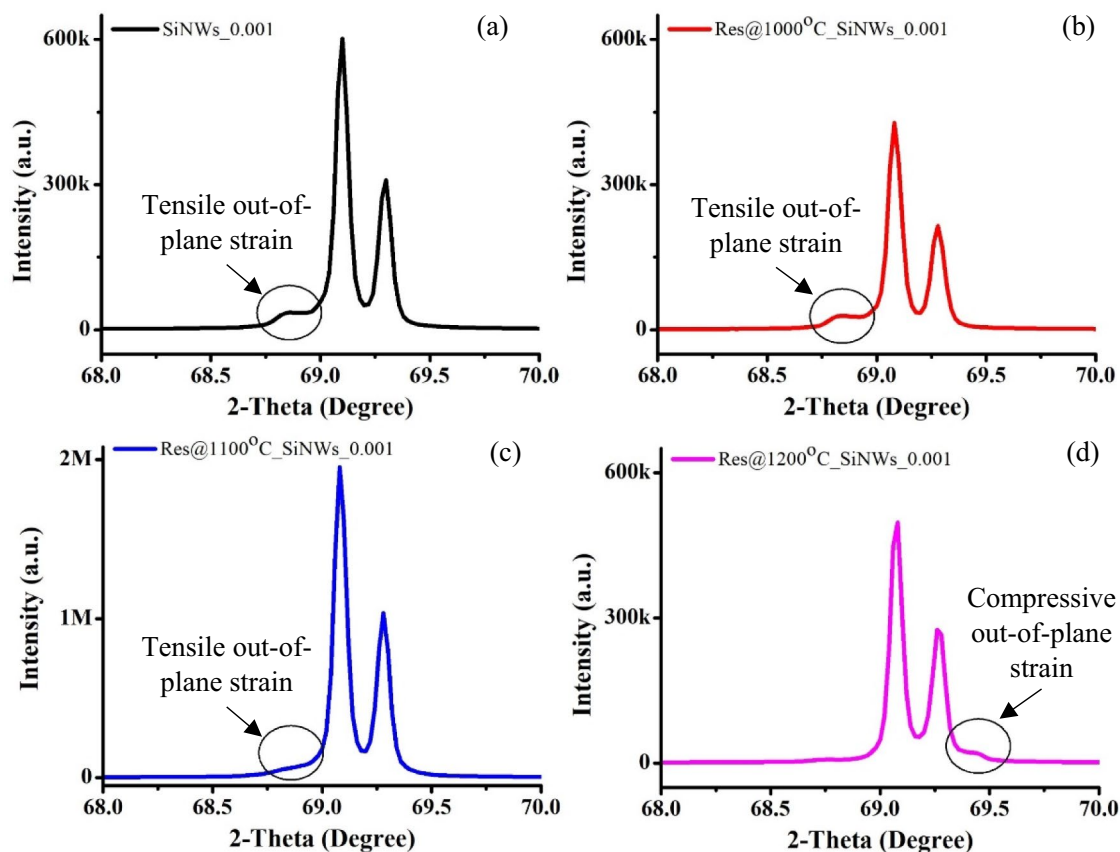 SiNWs_0.001
(a)
600k
300k
0
Intensity (a.u.)
Tensile out-of-
plane strain
68.0 68.5 69.0 69.5 70.0
2-Theta (Degree)
Res@1000°C_SiNWs_0.001
(b)
600k
300k
0
Intensity (a.u.)
Tensile out-of-
plane strain
68.0 68.5 69.0 69.5 70.0
2-Theta (Degree)
Res@1100°C_SiNWs_0.001
(c)
2M
1M
0
Intensity (a.u.)
Tensile out-of-
plane strain
68.0 68.5 69.0 69.5 70.0
2-Theta (Degree)
Res@1200°C_SiNWs_0.001
(d)
600k
300k
0
Intensity (a.u.)
Compressive
out-of-plane
strain
68.0 68.5 69.0 69.5 70.0
2-Theta (Degree)